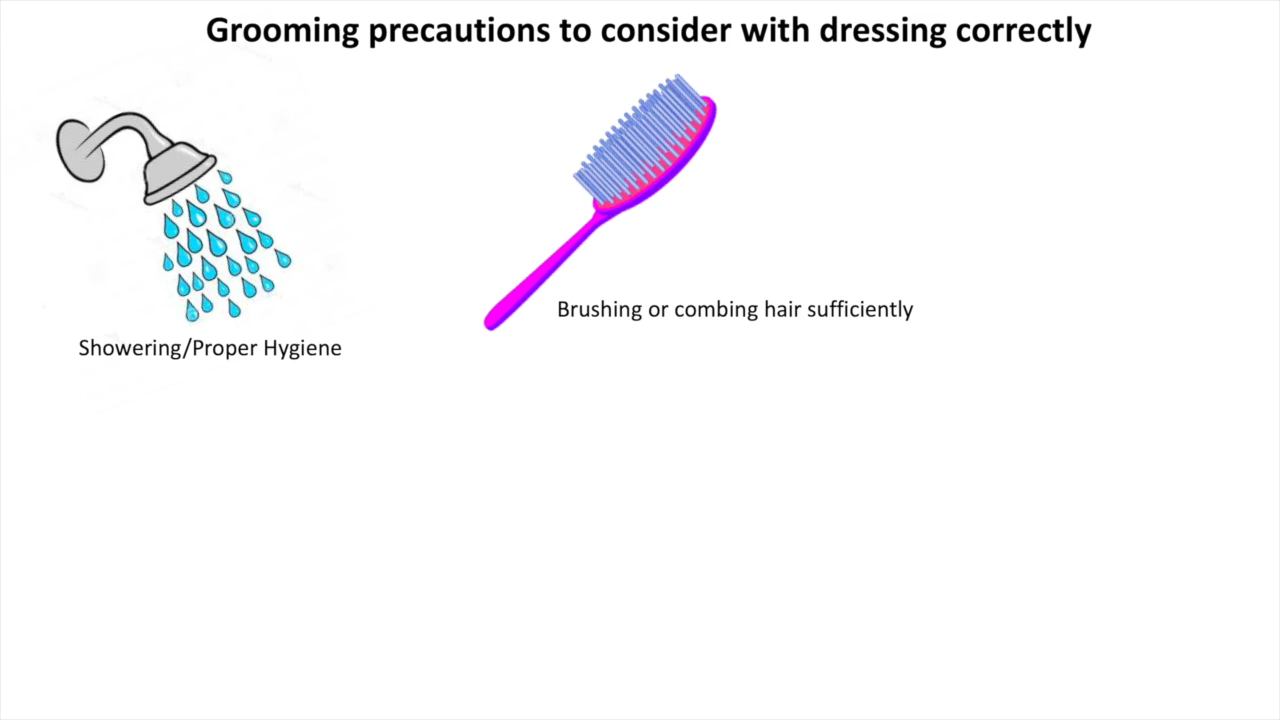 Grooming precautions to consider with dressing correctly
Brushing or combing hair sufficiently
Showering/Proper Hygiene